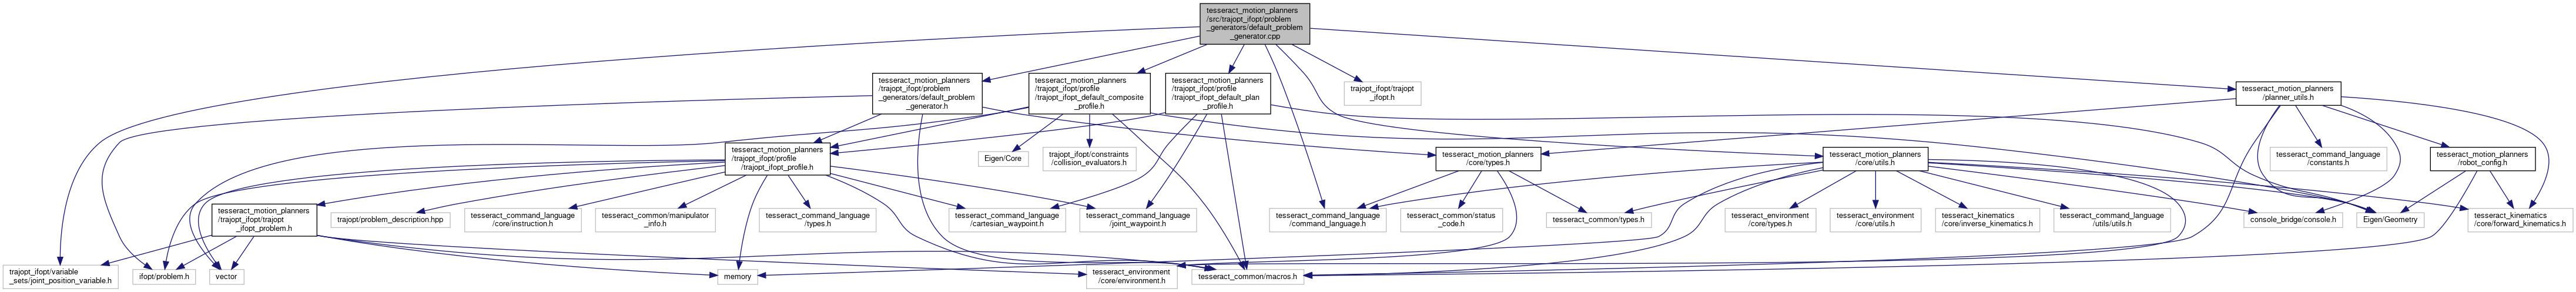 tesseract_motion_planners
/src/trajopt_ifopt/problem
_generators/default_problem
_generator.cpp
tesseract_motion_planners
/trajopt_ifopt/problem
_generators/default_problem
_generator.h
tesseract_motion_planners
/trajopt_ifopt/profile
/trajopt_ifopt_default_composite
_profile.h
tesseract_motion_planners
/trajopt_ifopt/profile
/trajopt_ifopt_default_plan
_profile.h
trajopt_ifopt/trajopt
_ifopt.h
tesseract_motion_planners
/planner_utils.h
tesseract_motion_planners
/trajopt_ifopt/profile
/trajopt_ifopt_profile.h
Eigen/Core
trajopt_ifopt/constraints
/collision_evaluators.h
tesseract_motion_planners
/core/types.h
tesseract_motion_planners
/core/utils.h
tesseract_command_language
/constants.h
tesseract_motion_planners
/robot_config.h
tesseract_motion_planners
/trajopt_ifopt/trajopt
_ifopt_problem.h
trajopt/problem_description.hpp
tesseract_command_language
/core/instruction.h
tesseract_common/manipulator
_info.h
tesseract_command_language
/types.h
tesseract_command_language
/cartesian_waypoint.h
tesseract_command_language
/joint_waypoint.h
tesseract_command_language
/command_language.h
tesseract_common/status
_code.h
tesseract_common/types.h
tesseract_environment
/core/types.h
tesseract_environment
/core/utils.h
tesseract_kinematics
/core/inverse_kinematics.h
tesseract_command_language
/utils/utils.h
console_bridge/console.h
Eigen/Geometry
tesseract_kinematics
/core/forward_kinematics.h
trajopt_ifopt/variable
_sets/joint_position_variable.h
ifopt/problem.h
vector
memory
tesseract_environment
/core/environment.h
tesseract_common/macros.h